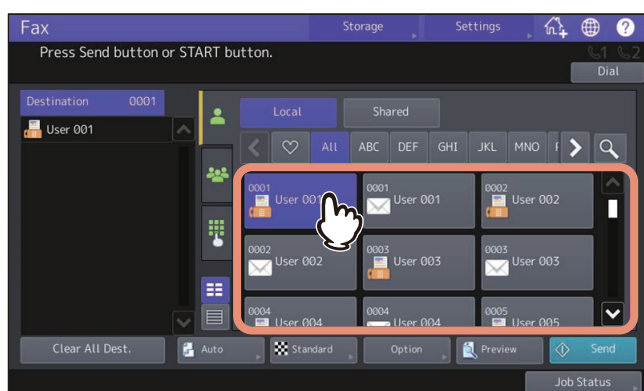 Fax
Storage
Settings
?
Press Send button or START button.
1
2
Dial
Destination 0001
User 001
Local
Shared
All
ABC
DEF
GHI
JKL
MNO
0001
User 001
0001
User 001
0002
User 002
0002
User 002
0003
User 003
0003
User 003
0004
User 004
0004
User 004
0005
User 005
Clear All Dest.
Auto
Standard
Option
Preview
Send
Job Status